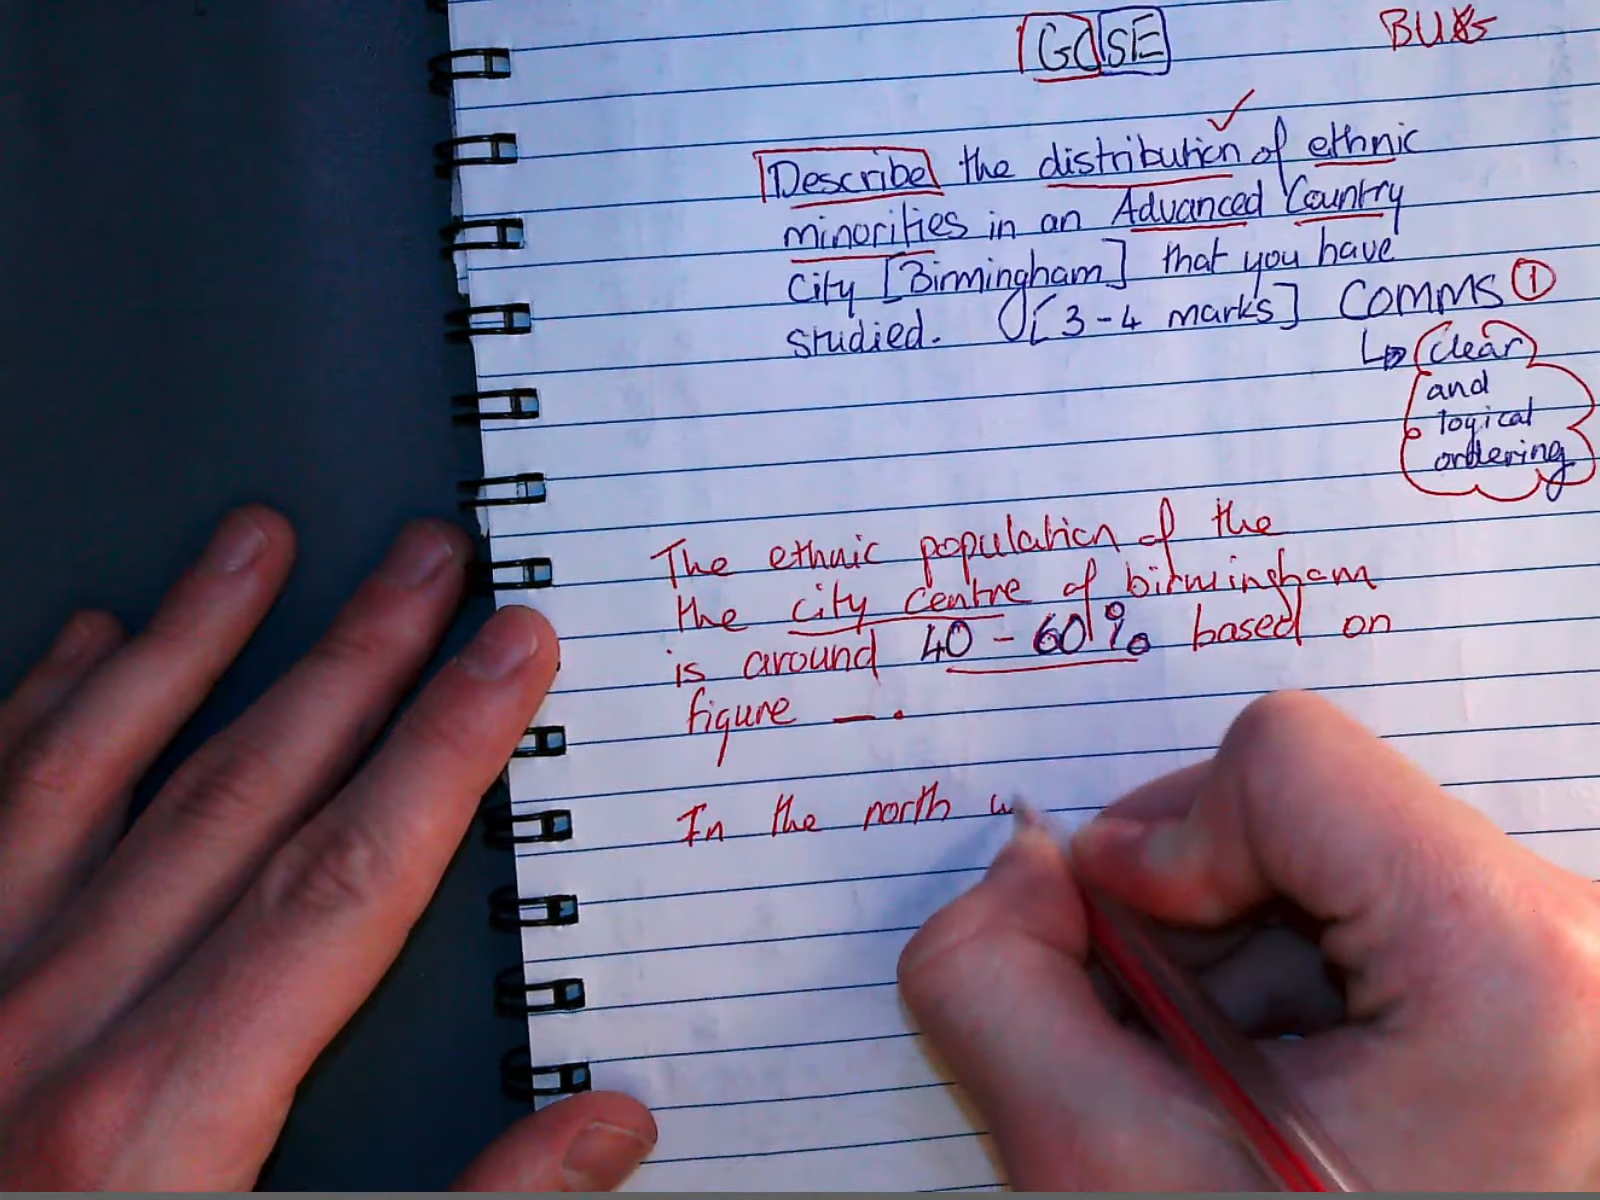 GCSE
Describe the distribution of ethnic
minorities in an Advanced Country
City [Birmingham] that you have
studied. [3-4 marks] Comms ①
↳ clear
and
logical
ordering
The ethnic population of the
the city centre of birmingham
is around 40 - 60% based on
figure — .
In the north